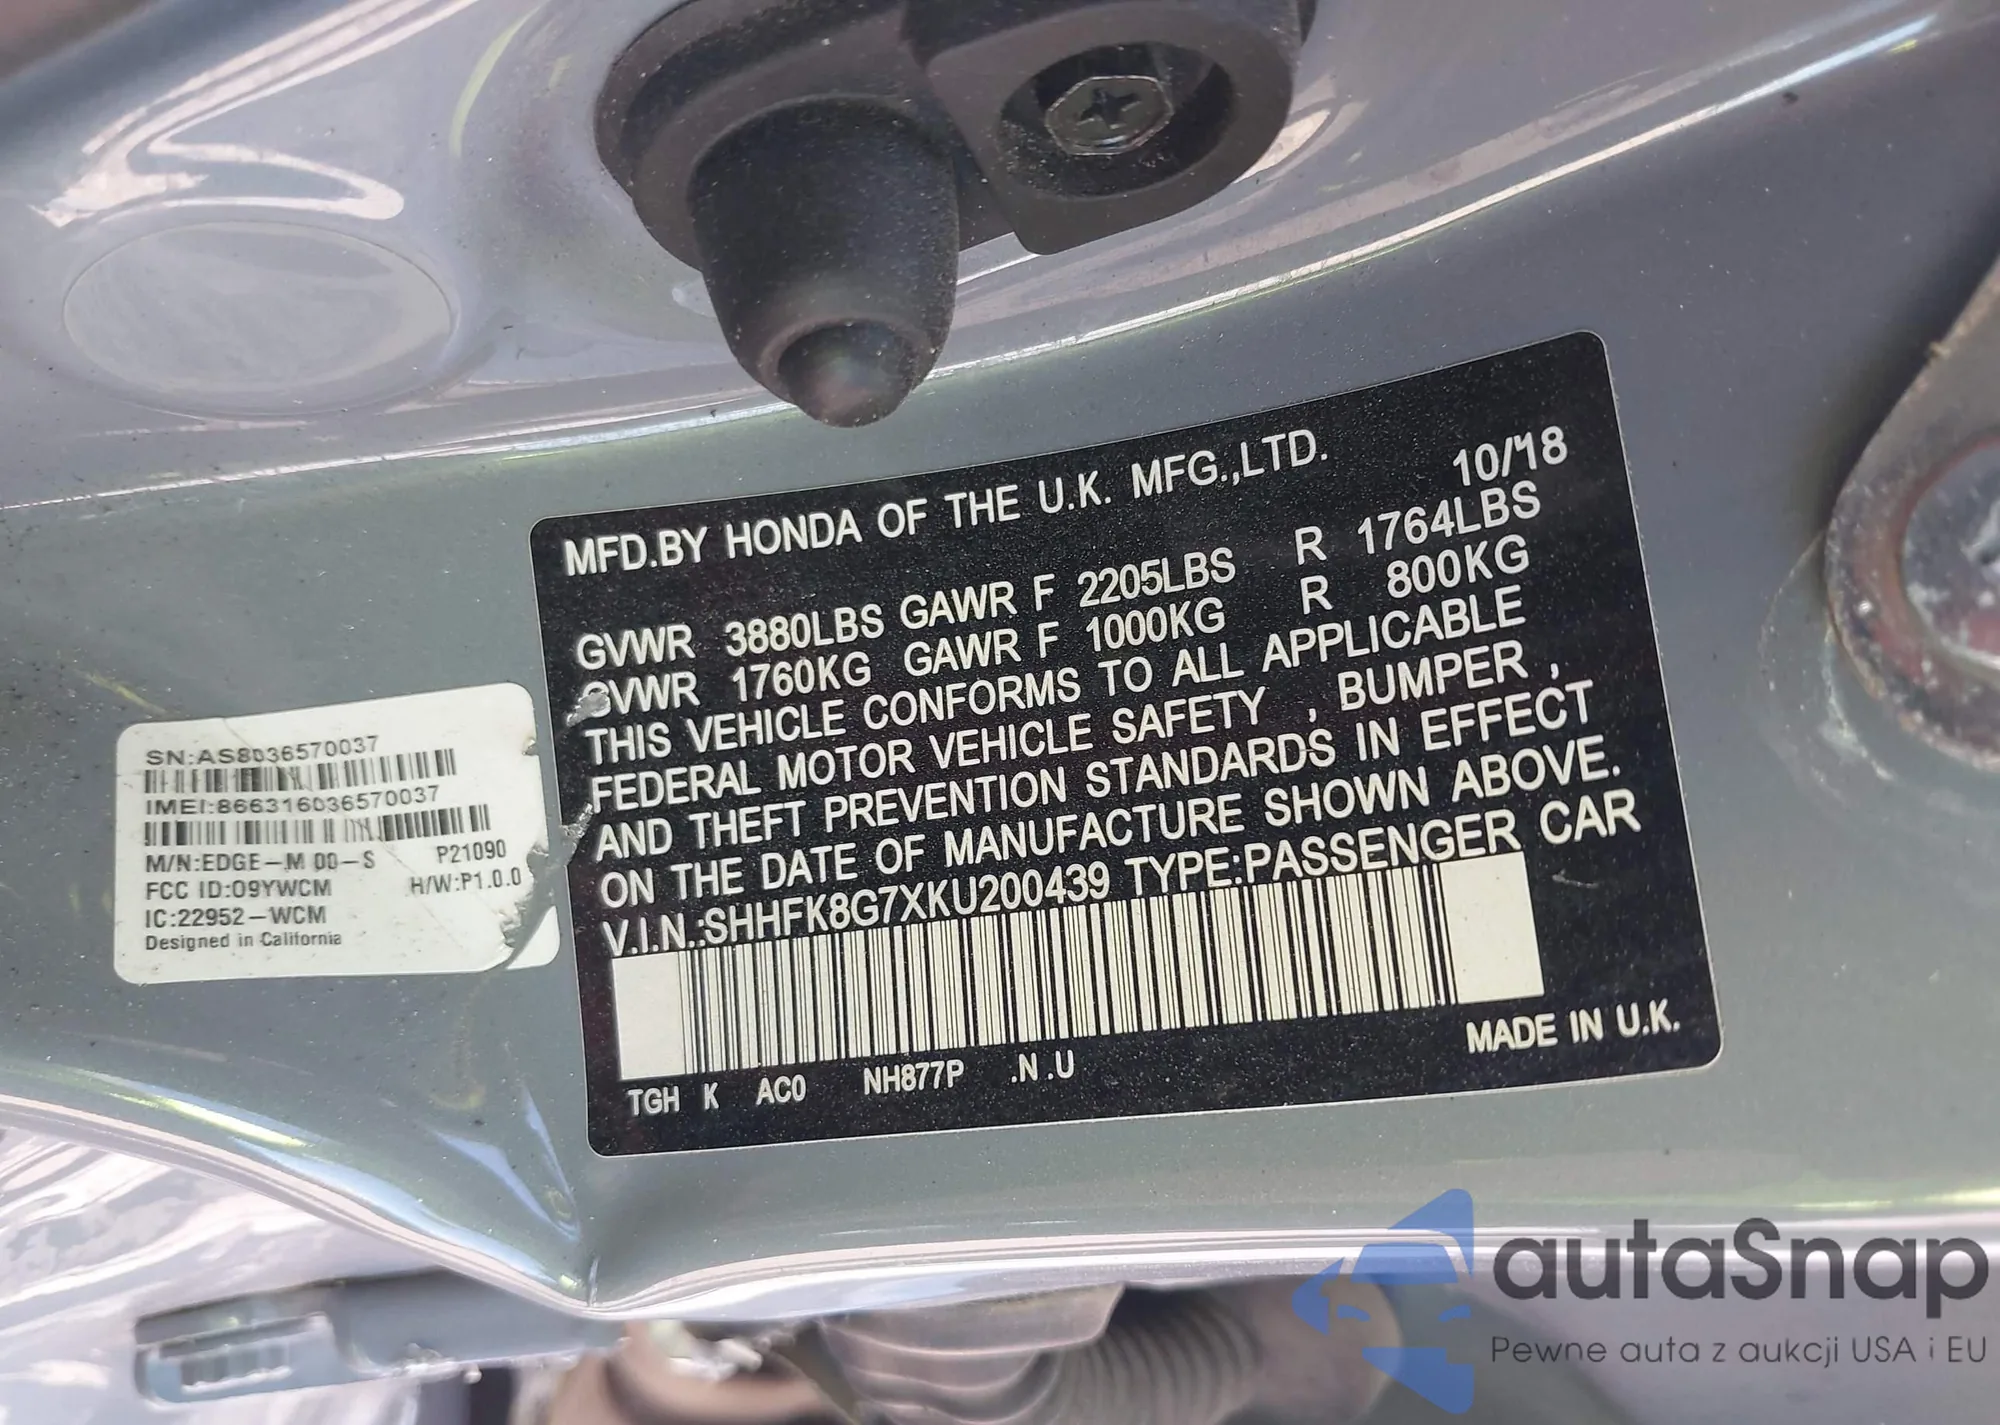 MFD.BY HONDA OF THE U.K. MFG.,LTD. 10/'18
GVWR 3880LBS GAWR F 2205LBS R 1764LBS
GVWR 1760KG GAWR F 1000KG R 800KG
THIS VEHICLE CONFORMS TO ALL APPLICABLE
FEDERAL MOTOR VEHICLE SAFETY , BUMPER ,
AND THEFT PREVENTION STANDARDS IN EFFECT
ON THE DATE OF MANUFACTURE SHOWN ABOVE.
V.I.N.:SHHFK8G7XKU200439 TYPE:PASSENGER CAR
MADE IN U.K.
TGH K AC0 NH877P .N .U
SN:AS8036570037
IMEI:866316036570037
M/N:EDGE-M 00-S P21090
FCC ID:09YWCM H/W:P1.0.0
IC:22952-WCM
Designed in California
autaSnap
Pewne auta z aukcji USA i EU